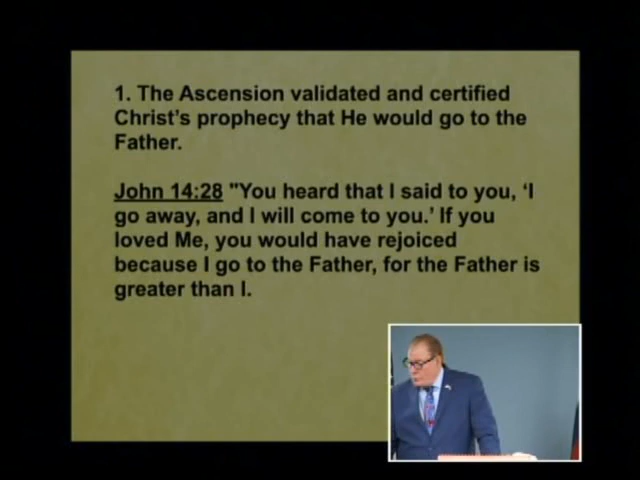 1. The Ascension validated and certified
Christ's prophecy that He would go to the
Father.
John 14:28 "You heard that I said to you, ‘I
go away, and I will come to you.’ If you
loved Me, you would have rejoiced
because I go to the Father, for the Father is
greater than I.